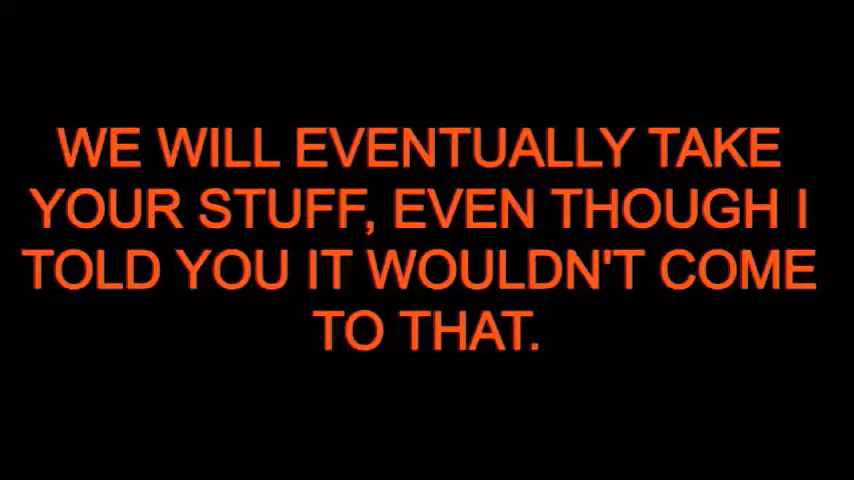 WE WILL EVENTUALLY TAKE
YOUR STUFF, EVEN THOUGH I
TOLD YOU IT WOULDN'T COME
TO THAT.